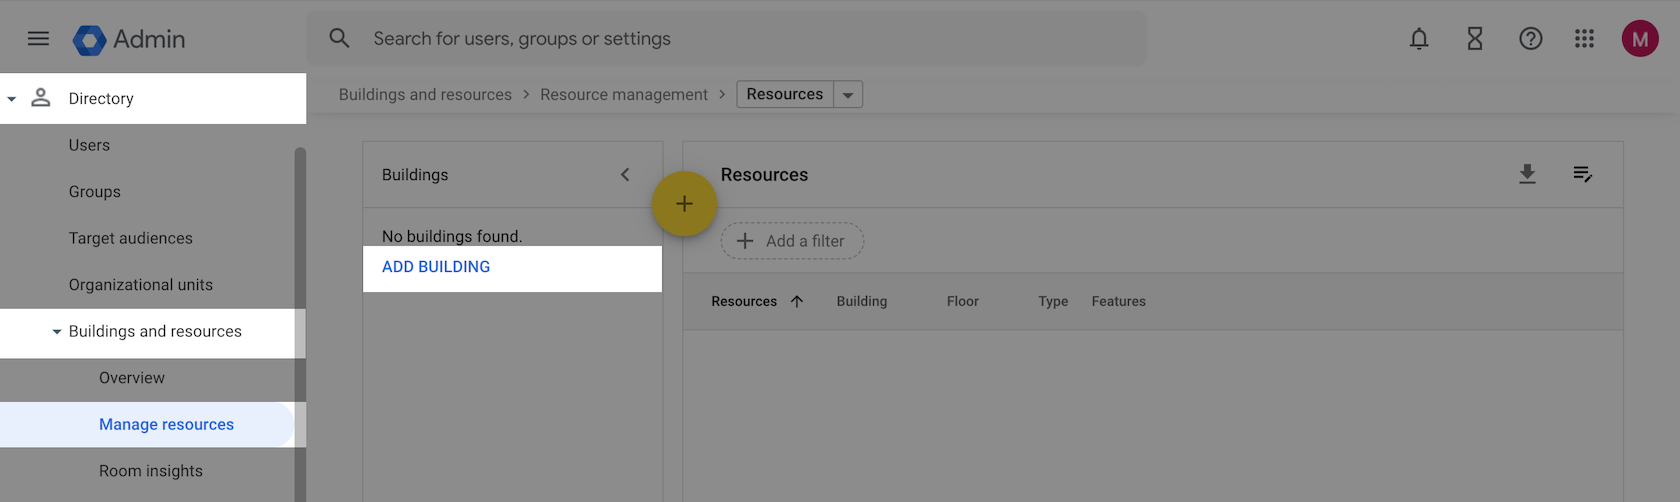 Admin
Search for users, groups or settings
M
Directory
Users
Groups
Target audiences
Organizational units
Buildings and resources
Overview
Manage resources
Room insights
Buildings and resources > Resource management > Resources
Buildings
No buildings found.
ADD BUILDING
Resources
Add a filter
Resources Building Floor Type Features